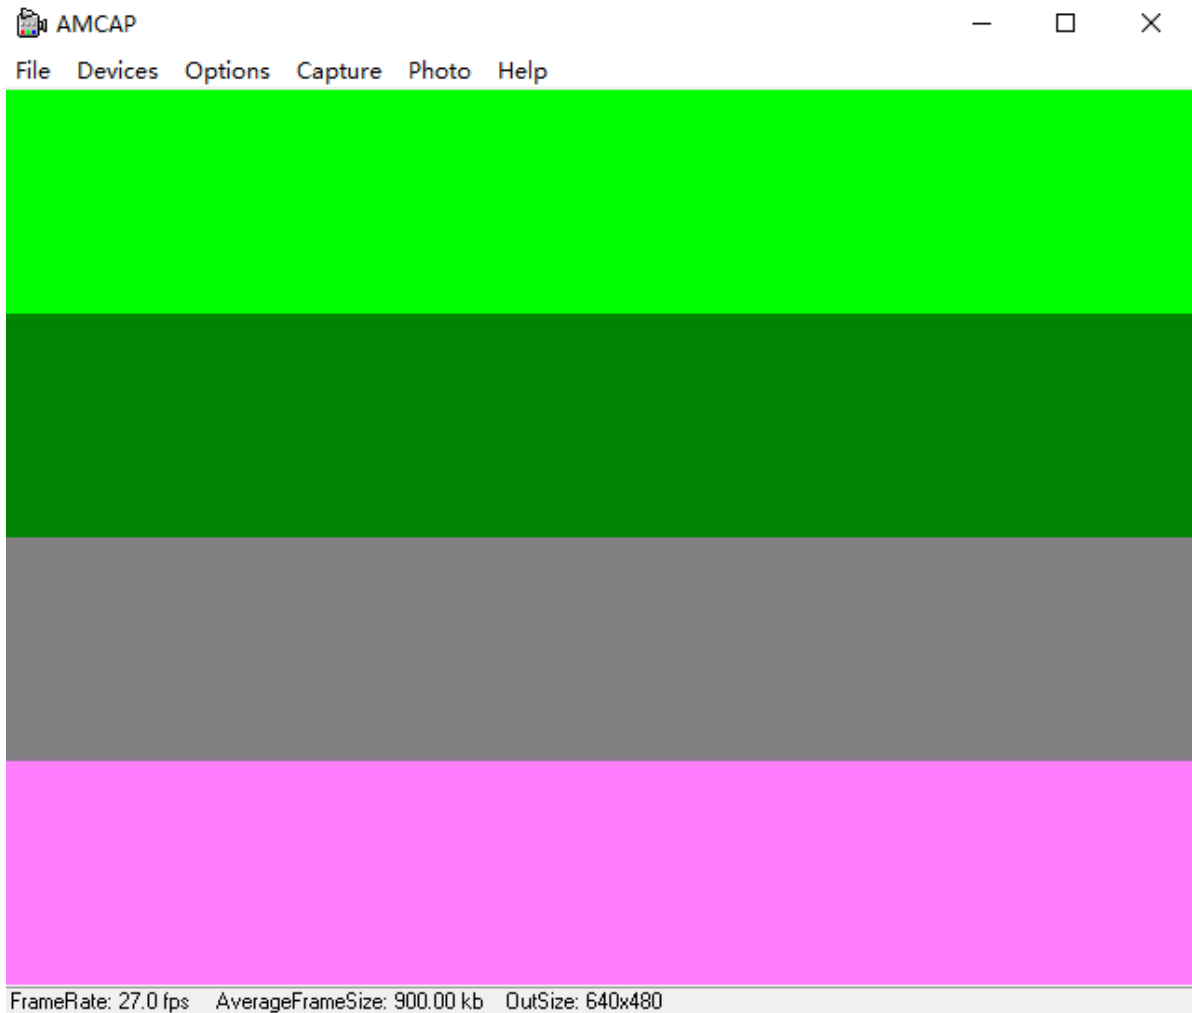 AMCAP
File Devices Options Capture Photo Help
FrameRate: 27.0 fps AverageFrameSize: 900.00 kb OutSize: 640x480